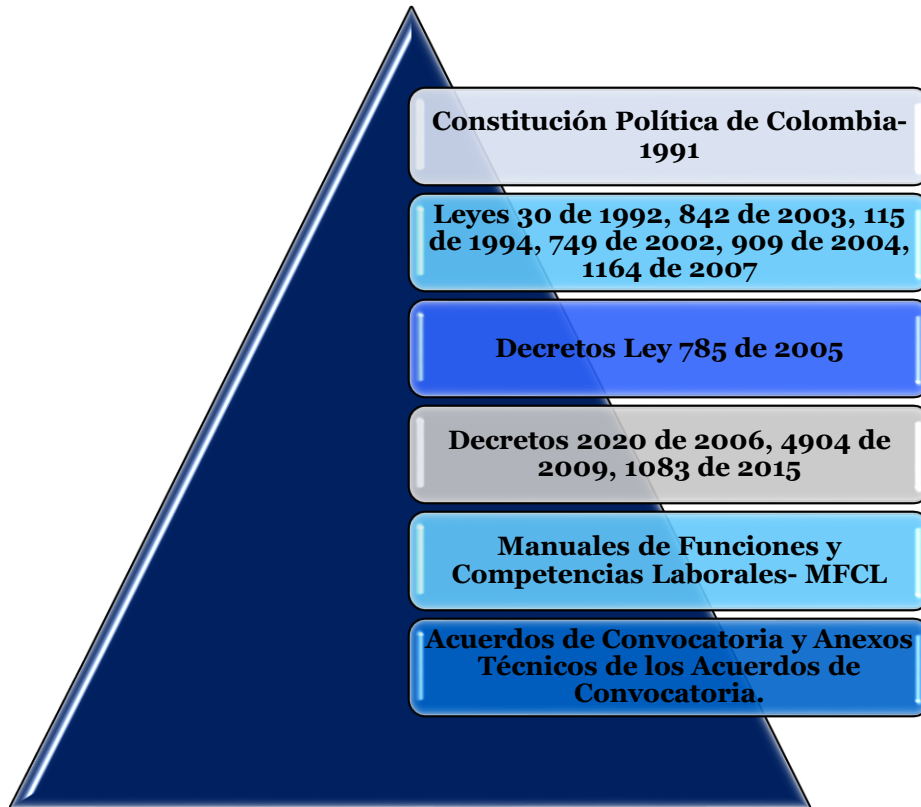 Constitución Política de Colombia-
1991
Leyes 30 de 1992, 842 de 2003, 115
de 1994, 749 de 2002, 909 de 2004,
1164 de 2007
Decretos Ley 785 de 2005
Decretos 2020 de 2006, 4904 de
2009, 1083 de 2015
Manuales de Funciones y
Competencias Laborales- MFCL
Acuerdos de Convocatoria y Anexos
Técnicos de los Acuerdos de
Convocatoria.